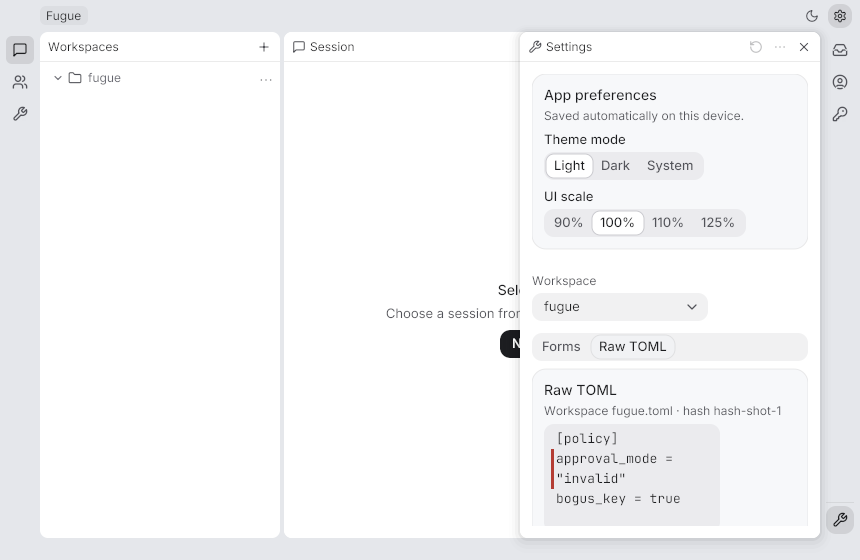 Fugue
Workspaces
fugue
Session
Choose a session
Settings
App preferences
Saved automatically on this device.
Theme mode
Light Dark System
UI scale
90% 100% 110% 125%
Workspace
fugue
Forms Raw TOML
Raw TOML
Workspace fugue.toml · hash hash-shot-1
[policy]
approval_mode =
"invalid"
bogus_key = true